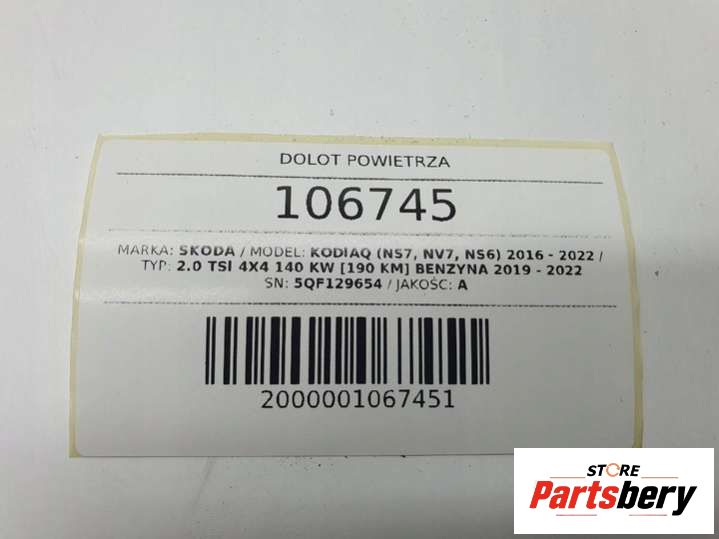 DOLOT POWIETRZA
106745
MARKA: SKODA / MODEL: KODIAQ (NS7, NV7, NS6) 2016 - 2022 /
TYP: 2.0 TSI 4X4 140 KW [190 KM] BENZYNA 2019 - 2022
SN: 5QF129654 / JAKOŚĆ: A
2000001067451
STORE
Partsbery